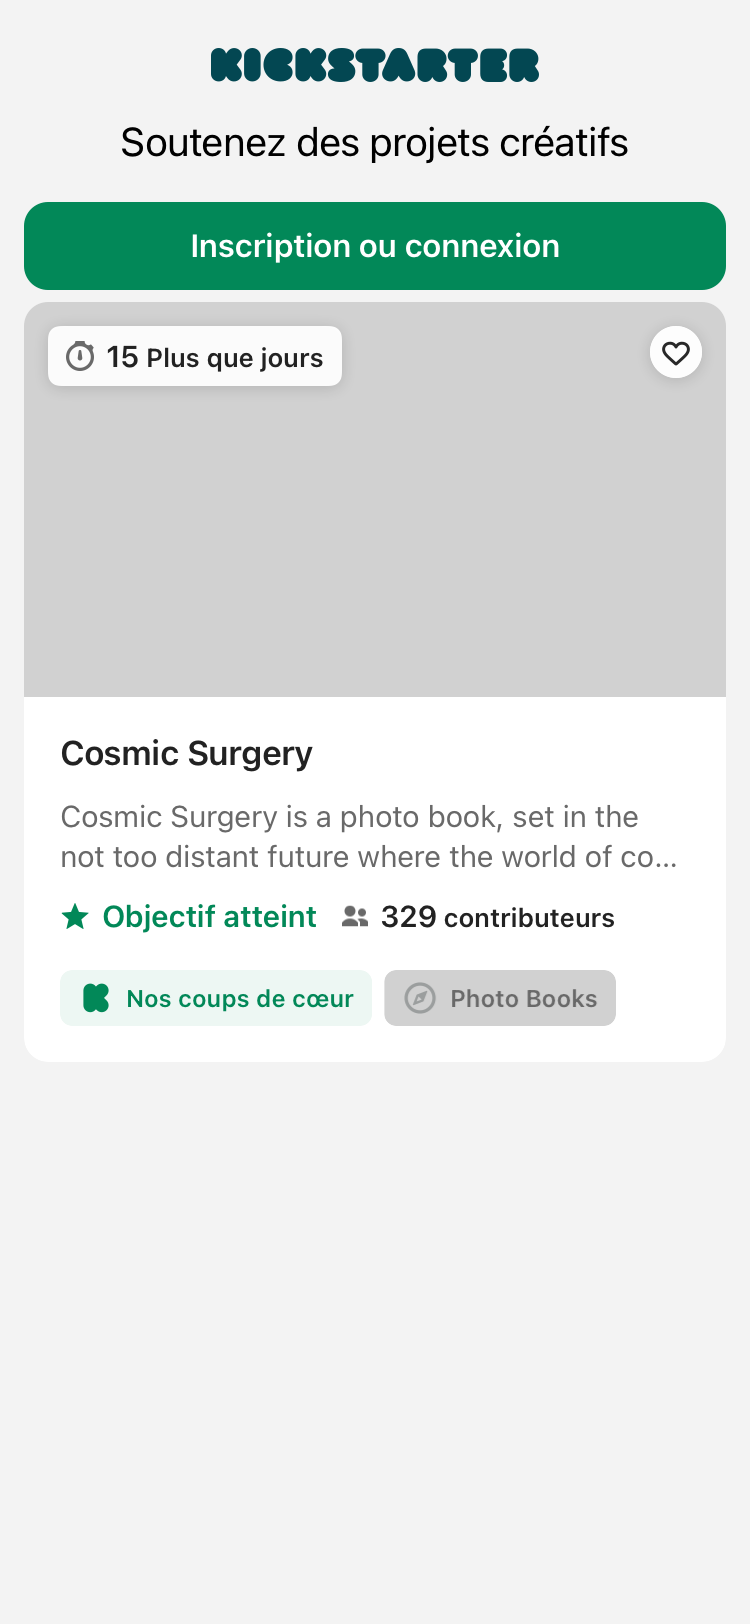 KICKSTARTER
Soutenez des projets créatifs
Inscription ou connexion
15 Plus que jours
Cosmic Surgery
Cosmic Surgery is a photo book, set in the
not too distant future where the world of co...
Objectif atteint 329 contributeurs
Nos coups de cœur Photo Books